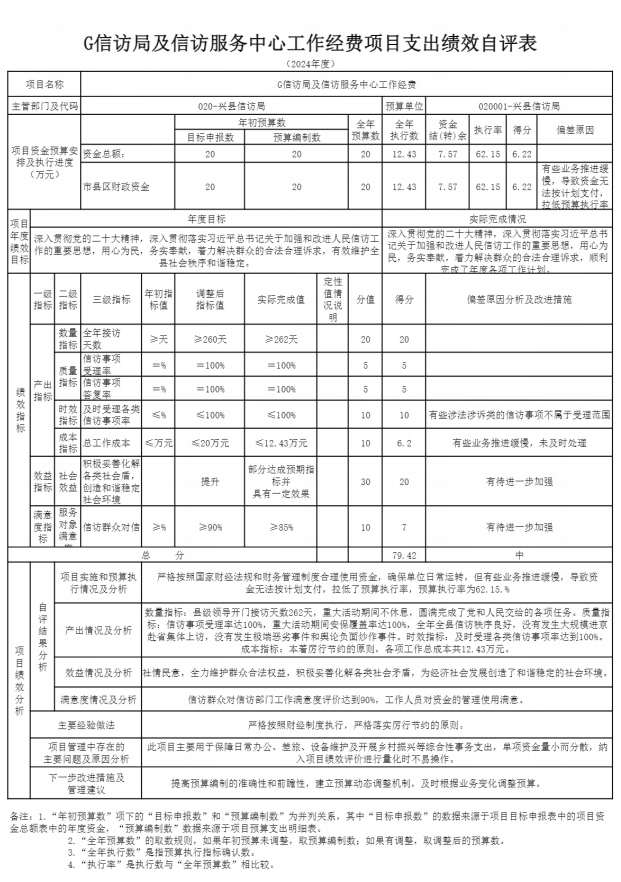 G信访局及信访服务中心工作经费项目支出绩效自评表
（2024年度）
项目名称 G信访局及信访服务中心工作经费
主管部门及代码 020-兴县信访局 预算单位 020001-兴县信访局
项目资金预算安排及执行进度（万元） 年初预算数 全年预算数 全年执行数 资金结(转)余 执行率 得分 偏差原因
目标申报数 预算编制数
资金总额： 20 20 20 12.43 7.57 62.15 6.22
市县区财政资金 20 20 20 12.43 7.57 62.15 6.22 有些业务推进缓慢，导致资金无法按计划支付，拉低预算执行率
项目年度绩效目标 年度目标 实际完成情况
深入贯彻党的二十大精神，深入贯彻落实习近平总书记关于加强和改进人民信访工
作的重要思想，用心为民，务实奉献，着力解决群众的合法合理诉求，有效维护全
县社会秩序和谐稳定。
深入贯彻党的二十大精神，深入贯彻落实习近平总书
记关于加强和改进人民信访工作的重要思想，用心为
民，务实奉献，着力解决群众的合法合理诉求，顺利
完成了年度各项工作计划。
绩效指标 一级指标 二级指标 三级指标 年初指标值 调整后指标值 实际完成值 定性值情况说明 分值 得分 偏差原因分析及改进措施
产出指标 数量指标 全年接访天数 ≥天 ≥260天 ≥262天 20 20
质量指标 信访事项受理率 ＝% ＝100% ＝100% 5 5
信访事项答复率 ＝% ＝100% ＝100% 5 5
时效指标 及时受理各类信访事项率 ≤% ≤100% ≤100% 10 10 有些涉法涉诉类的信访事项不属于受理范围
成本指标 总工作成本 ≤万元 ≤20万元 ≤12.43万元 10 6.2 有些业务推进缓慢，未及时处理
效益指标 社会效益 积极妥善化解各类社会盾，创造和谐稳定社会环境 提升 部分达成预期指标并具有一定效果 30 20 有待进一步加强
满意度指标 服务对象满意 信访群众对信 ≥% ≥90% ≥85% 10 7 有待进一步加强
总 分 79.42 中
项目绩效分析 自评结果分析 项目实施和预算执行情况及分析 严格按照国家财经法规和财务管理制度合理使用资金，确保单位日常运转，但有些业务推进缓慢，导致资
金无法按计划支付，拉低了预算执行率，预算执行率为62.15.%
产出情况及分析 数量指标：县级领导开门接访天数262天，重大活动期间不休息，圆满完成了党和人民交给的各项任务。质量指
标：信访事项受理率达100%，重大活动期间安保覆盖率达100%，全年全县信访秩序良好，没有发生大规模进京
赴省集体上访，没有发生极端恶劣事件和舆论负面炒作事件。时效指标：及时受理各类信访事项率达到100%。
成本指标：本着厉行节约的原则，各项工作总成本共12.43万元。
效益情况及分析 社情民意，全力维护群众合法权益，积极妥善化解各类社会矛盾，为经济社会发展创造了和谐稳定的社会环境。
满意度情况及分析 信访群众对信访部门工作满意度评价达到90%，工作人员对资金的管理使用满意。
主要经验做法 严格按照财经制度执行，严格落实厉行节约的原则。
项目管理中存在的主要问题及原因分析 此项目主要用于保障日常办公、差旅、设备维护及开展乡村振兴等综合性事务支出，单项资金量小而分散，纳
入项目绩效评价进行量化时不易操作。
下一步改进措施及管理建议 提高预算编制的准确性和前瞻性，建立预算动态调整机制，及时根据业务变化调整预算。
备注：1.“年初预算数”项下的“目标申报数”和“预算编制数”为并列关系，其中“目标申报数”的数据来源于项目目标申报表中的项目资
金总额表中的年度资金，“预算编制数”数据来源于项目预算支出明细表。
2.“全年预算数”的取数规则，如果年初预算未调整，取预算编制数；如果有调整，取调整后的预算数。
3.“全年执行数”是指预算执行指标确认数。
4.“执行率”是执行数与“全年预算数”相比较。